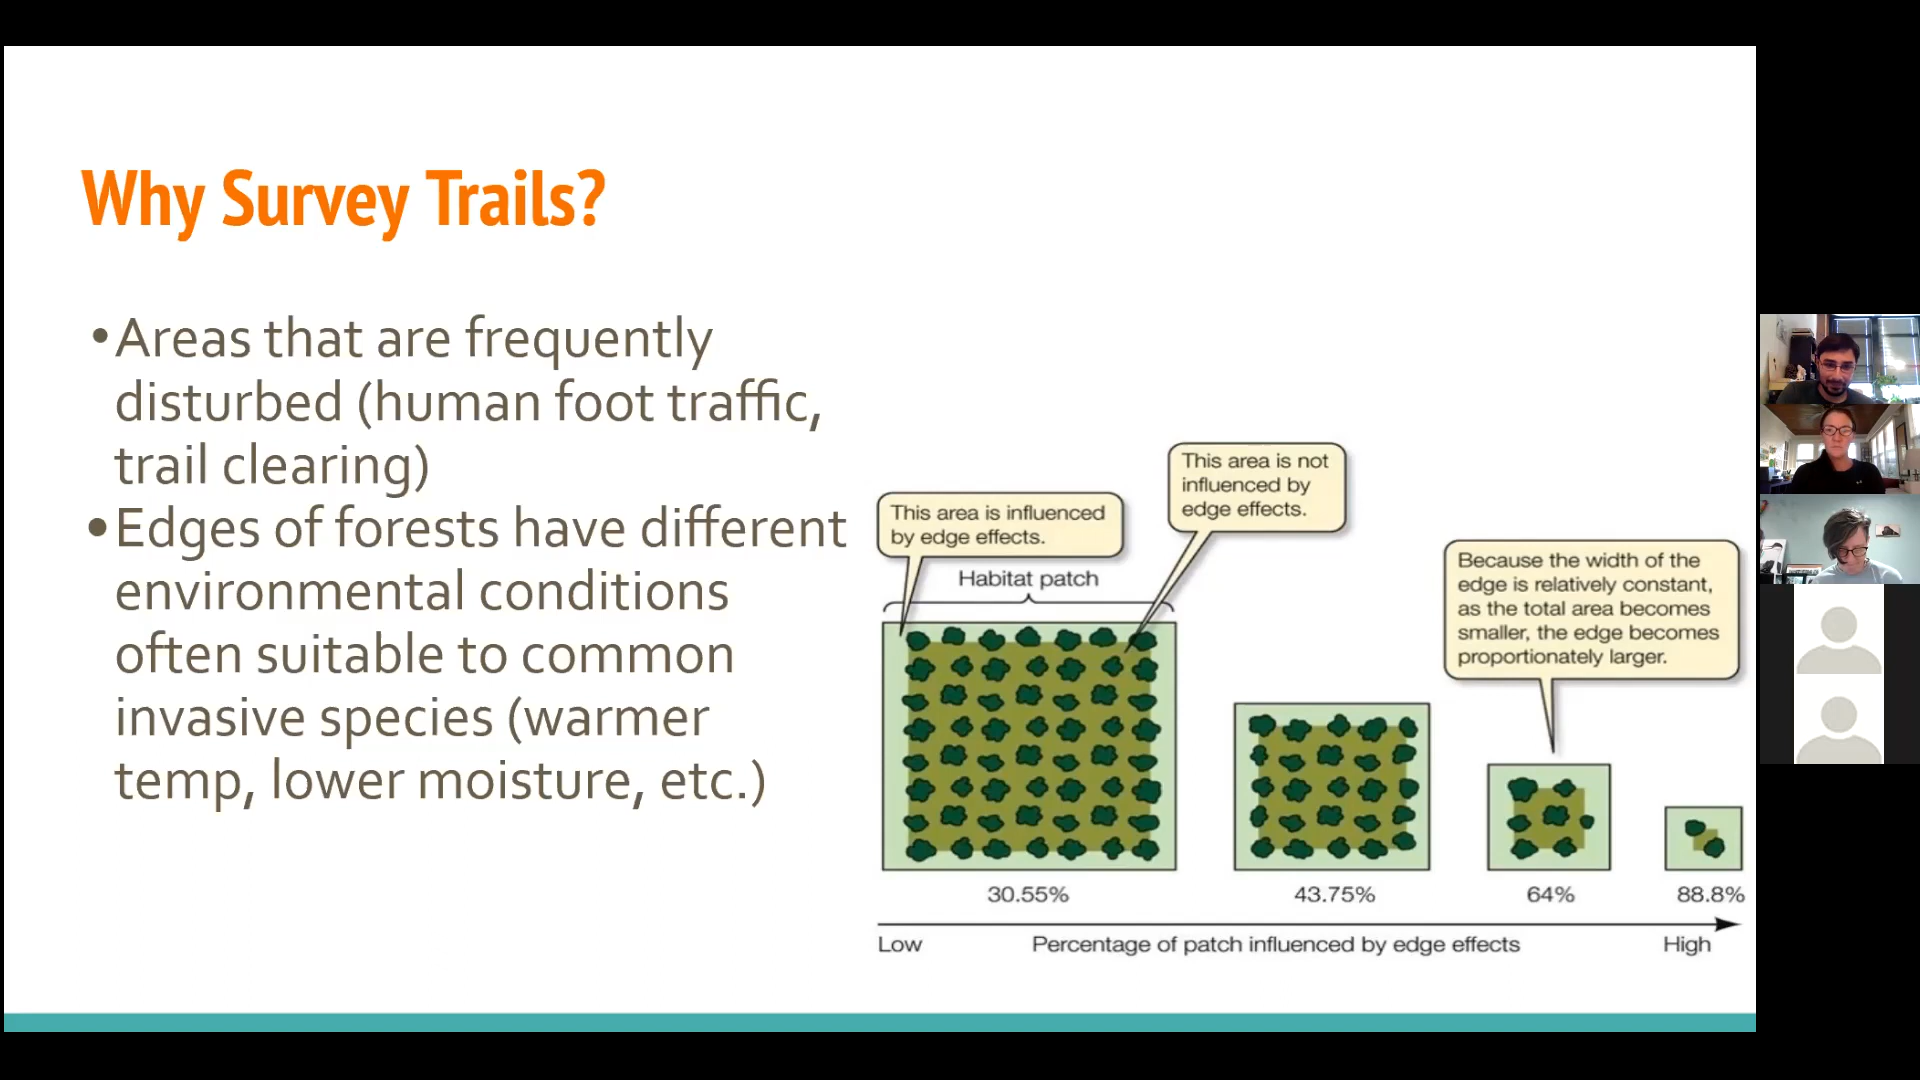 Why Survey Trails?
•Areas that are frequently
disturbed (human foot traffic,
trail clearing)
•Edges of forests have different
environmental conditions
often suitable to common
invasive species (warmer
temp, lower moisture, etc.)
This area is influenced
by edge effects.
This area is not
influenced by
edge effects.
Habitat patch
Because the width of the
edge is relatively constant,
as the total area becomes
smaller, the edge becomes
proportionately larger.
30.55%
43.75%
64%
88.8%
Low
Percentage of patch influenced by edge effects
High